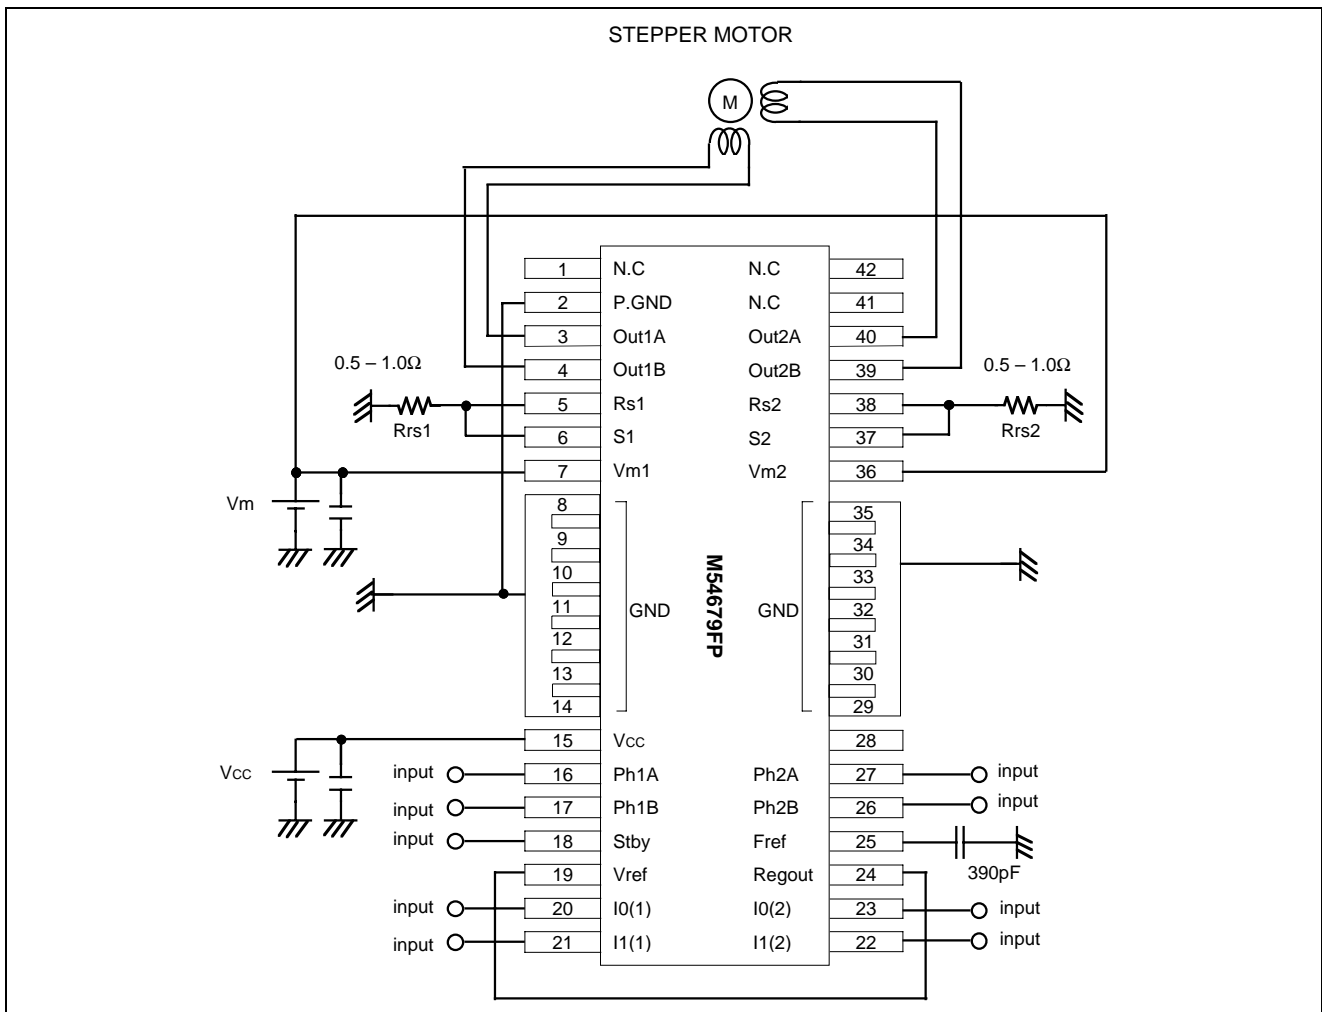 STEPPER MOTOR
M
1 N.C N.C 42
2 P.GND N.C 41
3 Out1A Out2A 40
0.5 – 1.0Ω 4 Out1B Out2B 39 0.5 – 1.0Ω
5 Rs1 Rs2 38
Rrs1 6 S1 S2 37 Rrs2
7 Vm1 Vm2 36
Vm
8 35
9 34
10 33
11 GND GND 32
12 31
13 30
14 29
M54679FP
15 Vcc 28
Vcc
input 16 Ph1A Ph2A 27 input
input 17 Ph1B Ph2B 26 input
input 18 Stby Fref 25
19 Vref Regout 24 390pF
input 20 I0(1) I0(2) 23 input
input 21 I1(1) I1(2) 22 input